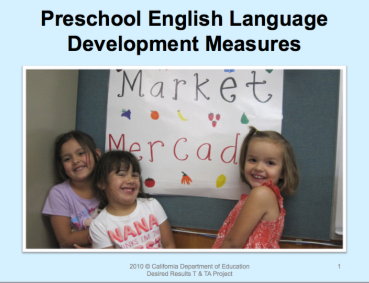 Preschool English Language
Development Measures
Market
Mercad
NANA
2010 © California Department of Education
Desired Results T & TA Project
1